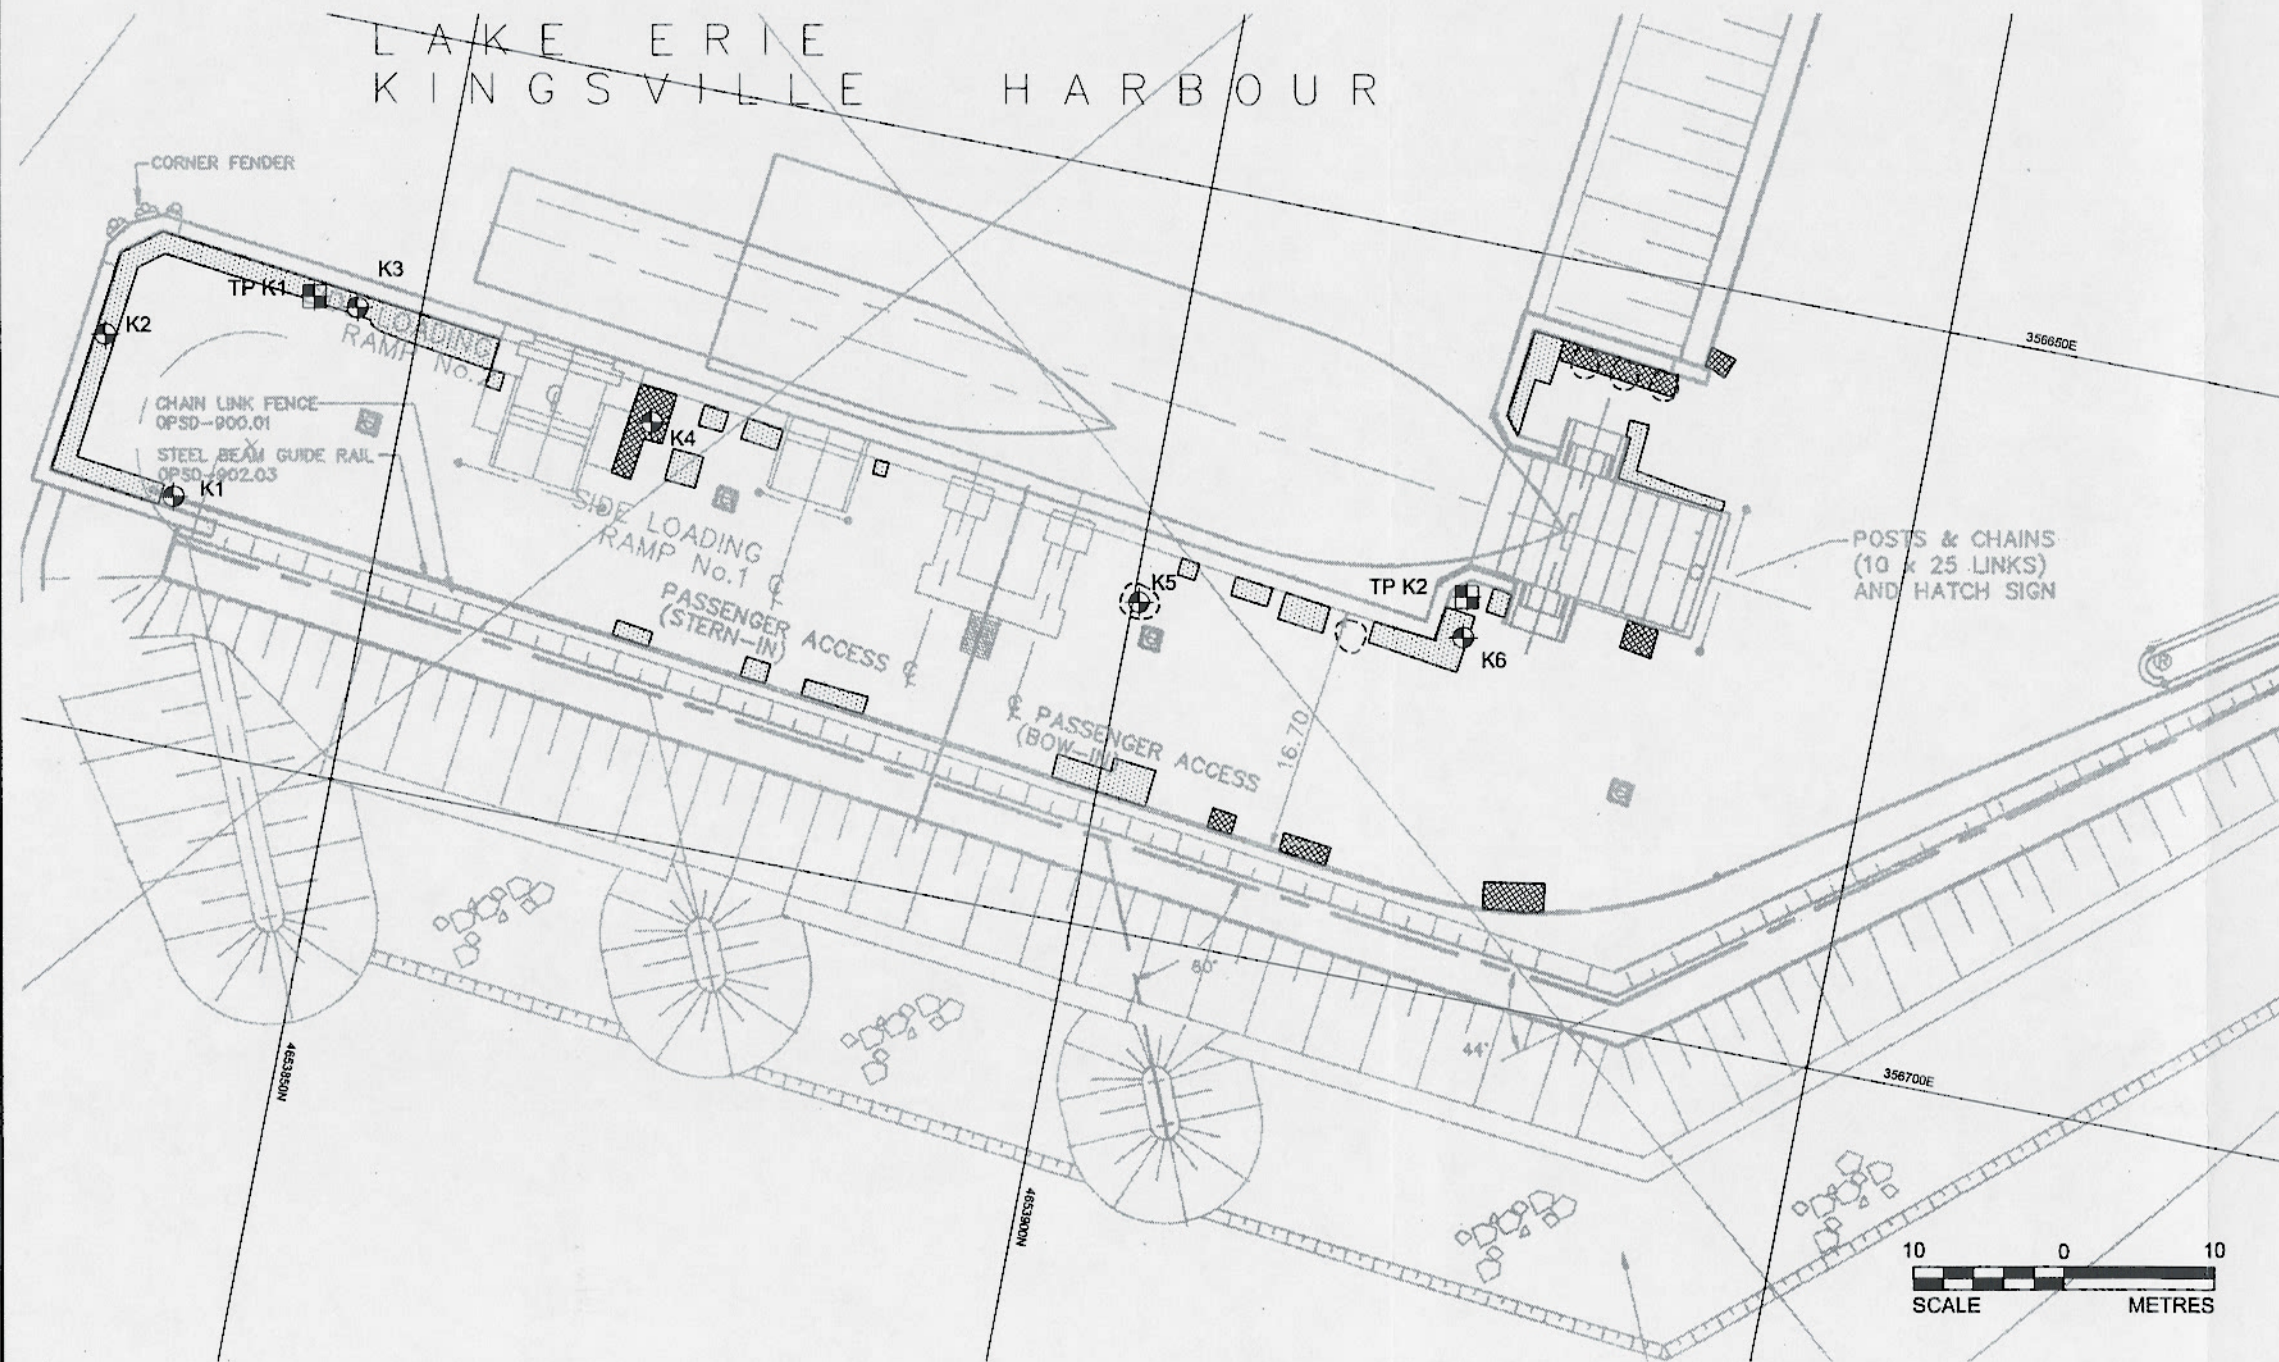 LAKE ERIE
KINGSVILLE HARBOUR
CORNER FENDER
K3
TP K1
K2
LOADING
RAMP No.2
CHAIN LINK FENCE
OPSD-900.01
STEEL BEAM GUIDE RAIL
OPSD-902.03
K1
K4
SIDE LOADING
RAMP No.1
PASSENGER ACCESS
(STERN-IN)
K5
TP K2
K6
PASSENGER ACCESS
(BOW-IN)
16.70
356650E
POSTS & CHAINS
(10 x 25 LINKS)
AND HATCH SIGN
R
44°
4653850N
4653900N
356700E
10 0 10
SCALE METRES